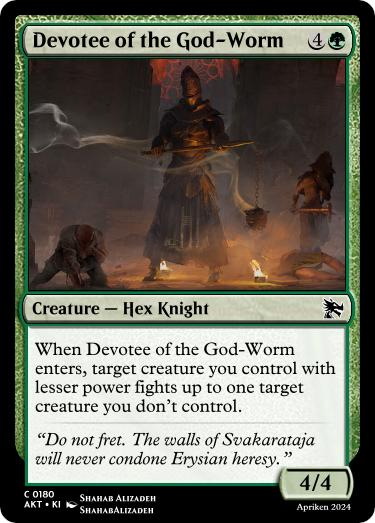 Devotee of the God-Worm 4
Creature — Hex Knight
When Devotee of the God-Worm
enters, target creature you control with
lesser power fights up to one target
creature you don't control.
“Do not fret. The walls of Svakarataja
will never condone Erysian heresy.”
4/4
C 0180
AKT • KI Shahab Alizadeh
ShahabAlizadeh
Apriken 2024